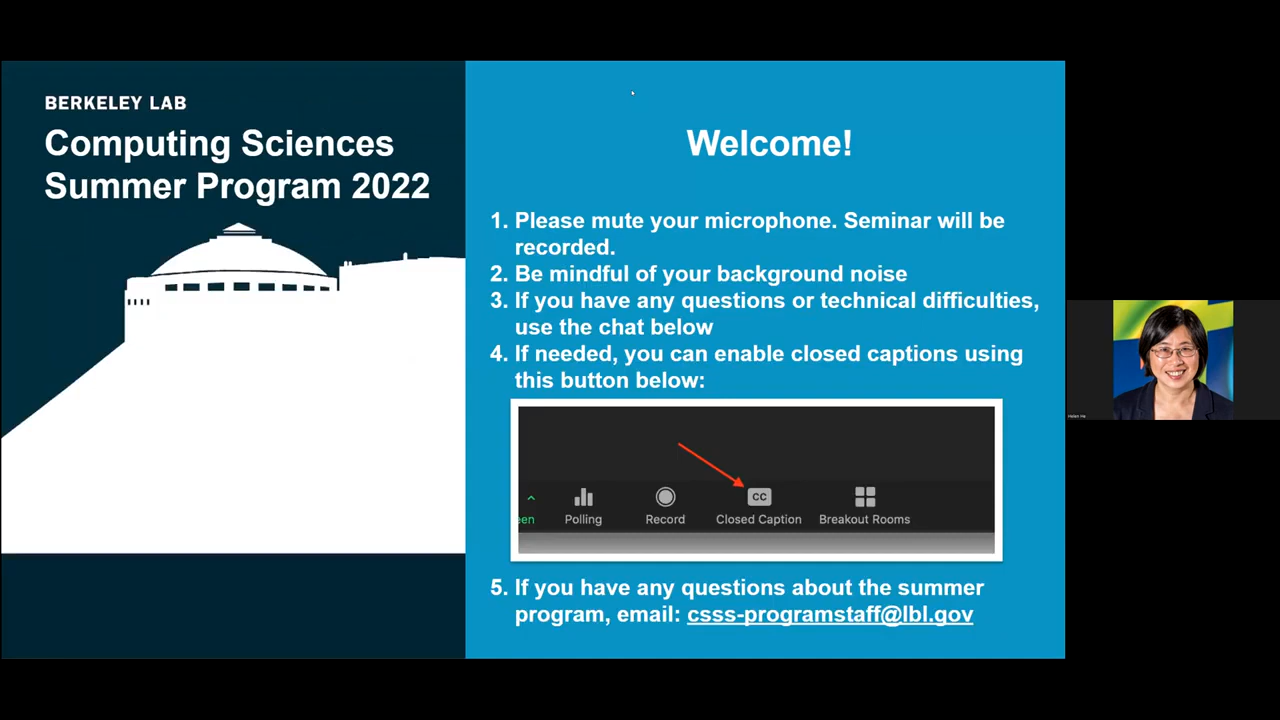 BERKELEY LAB
Computing Sciences
Summer Program 2022
Welcome!
1. Please mute your microphone. Seminar will be
recorded.
2. Be mindful of your background noise
3. If you have any questions or technical difficulties,
use the chat below
4. If needed, you can enable closed captions using
this button below:
CC
een
Polling
Record
Closed Caption
Breakout Rooms
5. If you have any questions about the summer
program, email: csss-programstaff@lbl.gov
Helen He